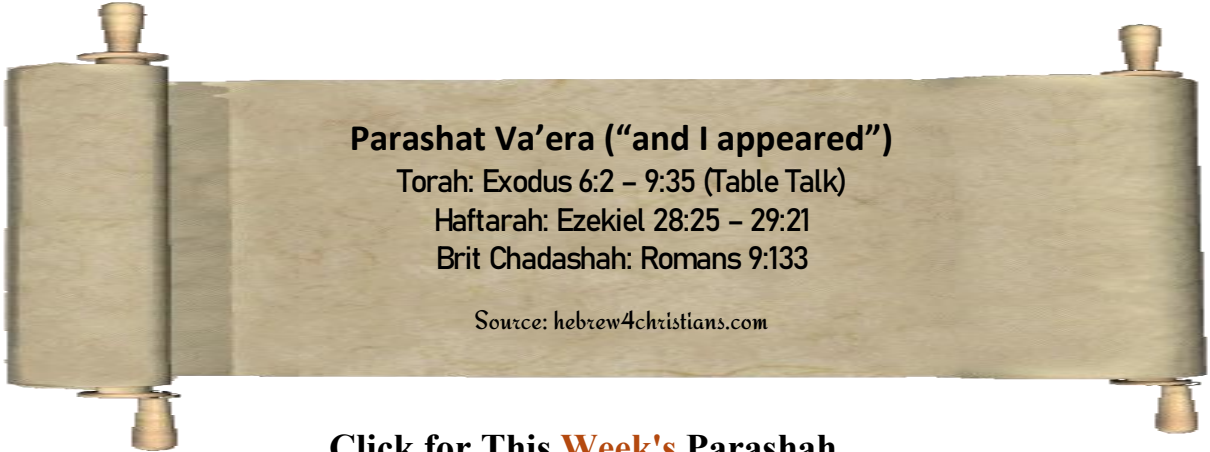 Parashat Va’era (“and I appeared”)
Torah: Exodus 6:2 – 9:35 (Table Talk)
Haftarah: Ezekiel 28:25 – 29:21
Brit Chadashah: Romans 9:133
Source: hebrew4christians.com
Click for This Week's Parashah